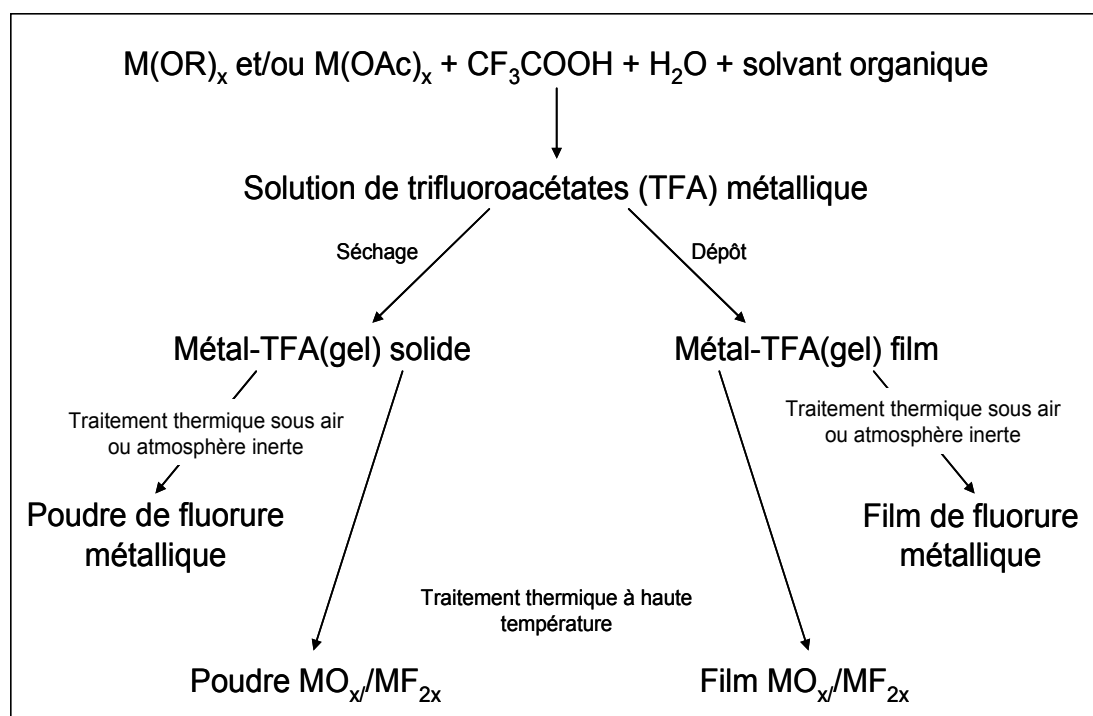 M(OR)x et/ou M(OAc)x + CF3COOH + H2O + solvant organique
Solution de trifluoroacétates (TFA) métallique
Séchage
Dépôt
Métal-TFA(gel) solide
Métal-TFA(gel) film
Traitement thermique sous air
ou atmosphère inerte
Traitement thermique sous air
ou atmosphère inerte
Poudre de fluorure
métallique
Film de fluorure
métallique
Traitement thermique à haute
température
Poudre MOx//MF2x
Film MOx//MF2x